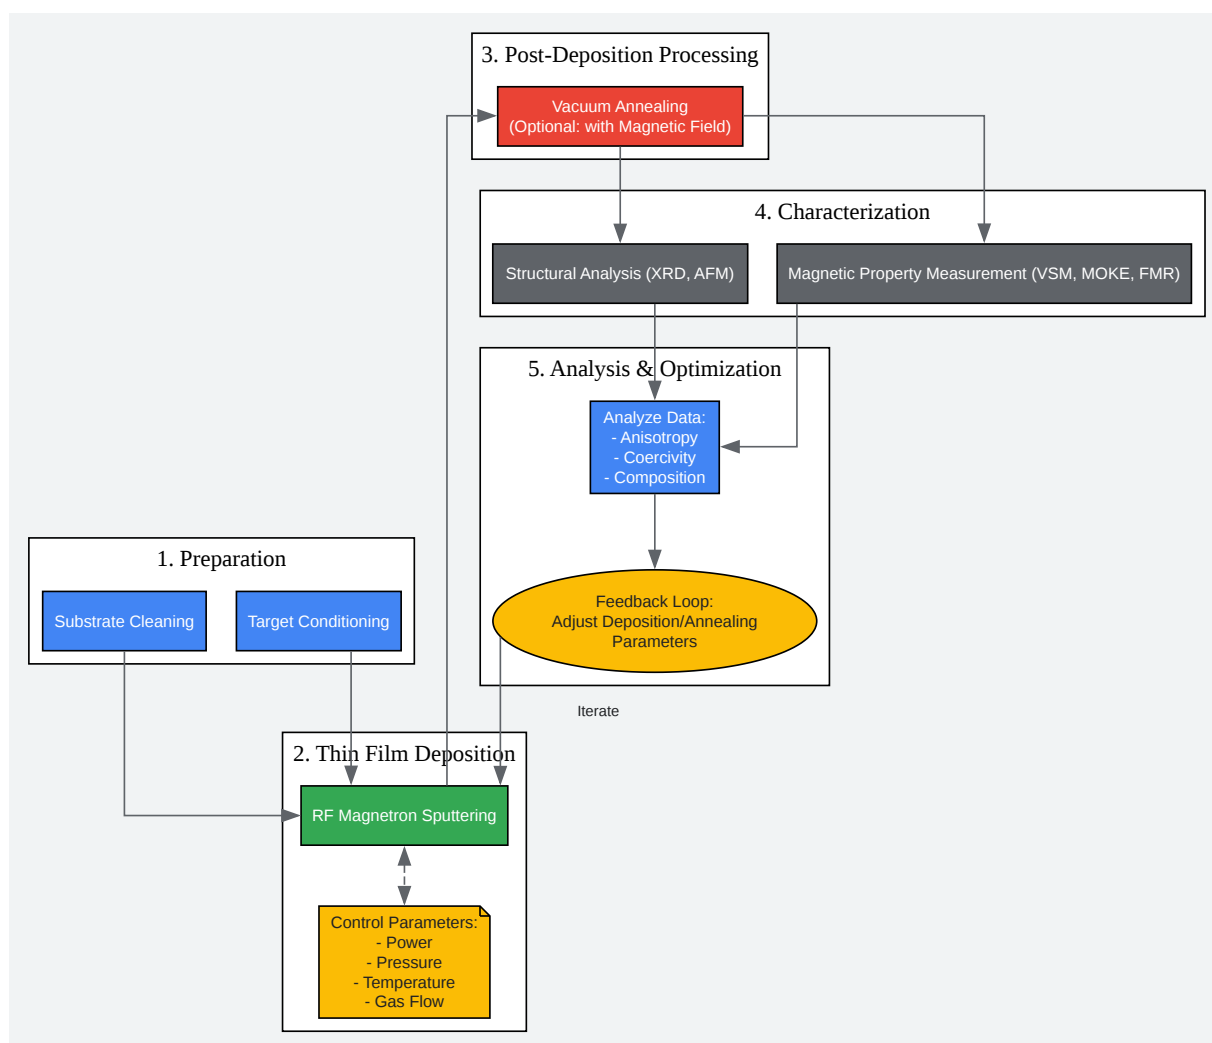 3. Post-Deposition Processing
Vacuum Annealing
(Optional: with Magnetic Field)
4. Characterization
Structural Analysis (XRD, AFM)
Magnetic Property Measurement (VSM, MOKE, FMR)
5. Analysis & Optimization
Analyze Data:
- Anisotropy
- Coercivity
- Composition
1. Preparation
Substrate Cleaning
Target Conditioning
Feedback Loop:
Adjust Deposition/Annealing
Parameters
Iterate
2. Thin Film Deposition
RF Magnetron Sputtering
Control Parameters:
- Power
- Pressure
- Temperature
- Gas Flow